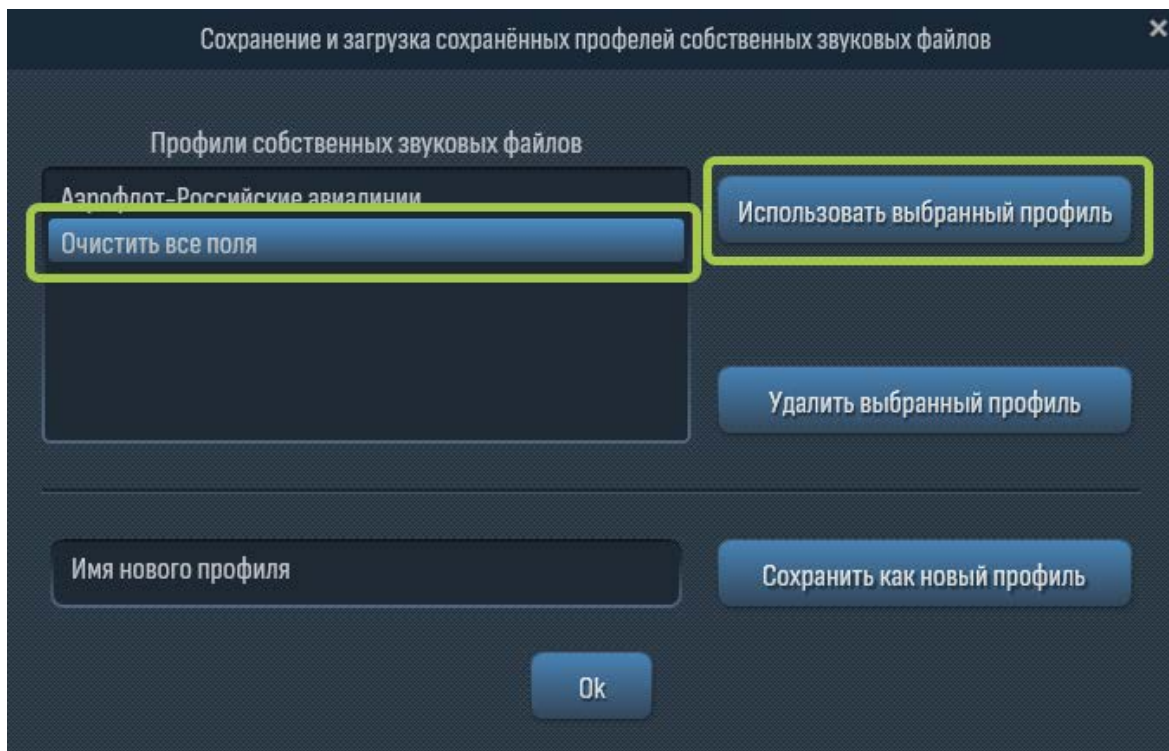 Сохранение и загрузка сохранённых профелей собственных звуковых файлов
Профили собственных звуковых файлов
Аэрофлот-Российские авиалинии
Использовать выбранный профиль
Очистить все поля
Удалить выбранный профиль
Имя нового профиля
Сохранить как новый профиль
Ok